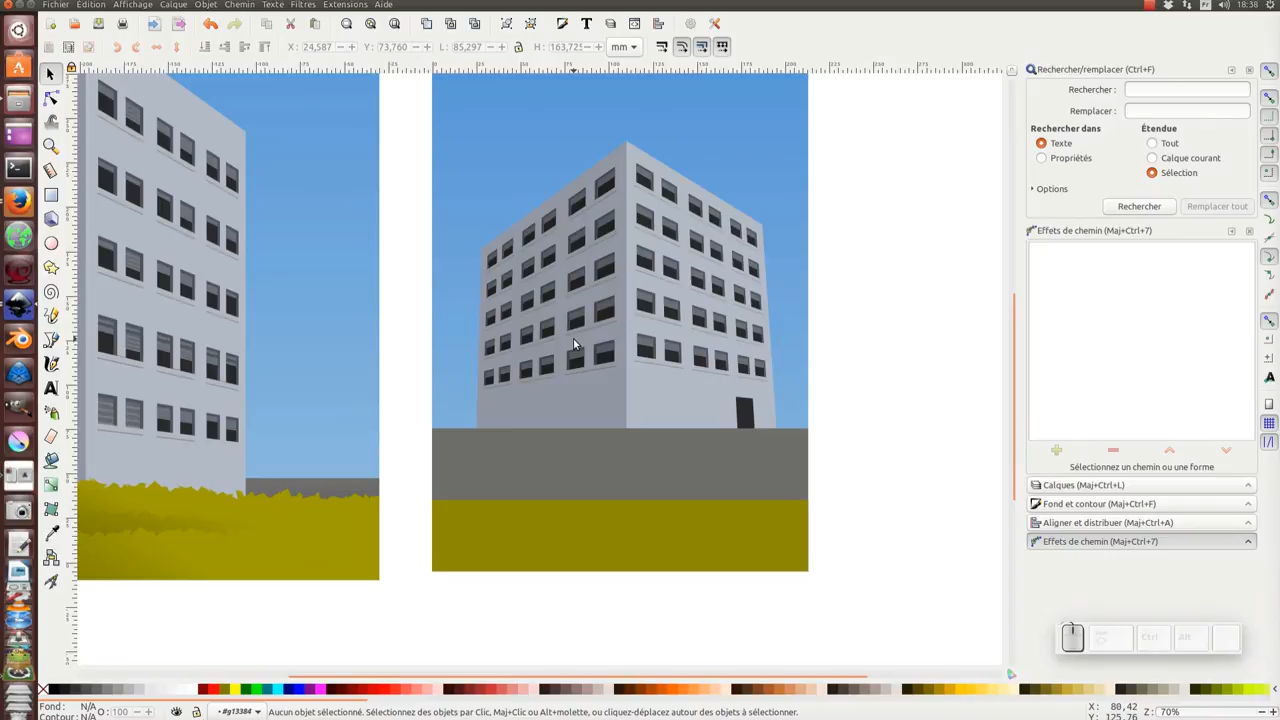 Fichier Édition Affichage Calque Objet Chemin Texte Filtres Extensions Aide
18:38
X: 24,587 Y: 73,760 L: 85,297 H: 163,725 mm
Rechercher/remplacer (Ctrl+F)
Rechercher :
Remplacer :
Rechercher dans Étendue
Texte Tout
Propriétés Calque courant
Sélection
Options
Rechercher Remplacer tout
Effets de chemin (Maj+Ctrl+7)
Sélectionnez un chemin ou une forme
Calques (Maj+Ctrl+L)
Fond et contour (Maj+Ctrl+F)
Aligner et distribuer (Maj+Ctrl+A)
Effets de chemin (Maj+Ctrl+7)
Ctrl Alt
Fond : N/A
Contour: N/A O: 100 #g13384 Aucun objet sélectionné. Sélectionnez des objets par Clic, Maj+Clic ou Alt+molette, ou cliquez-déplacez autour des objets à sélectionner.
X: 80,42
Y: 125,76 Z: 70%